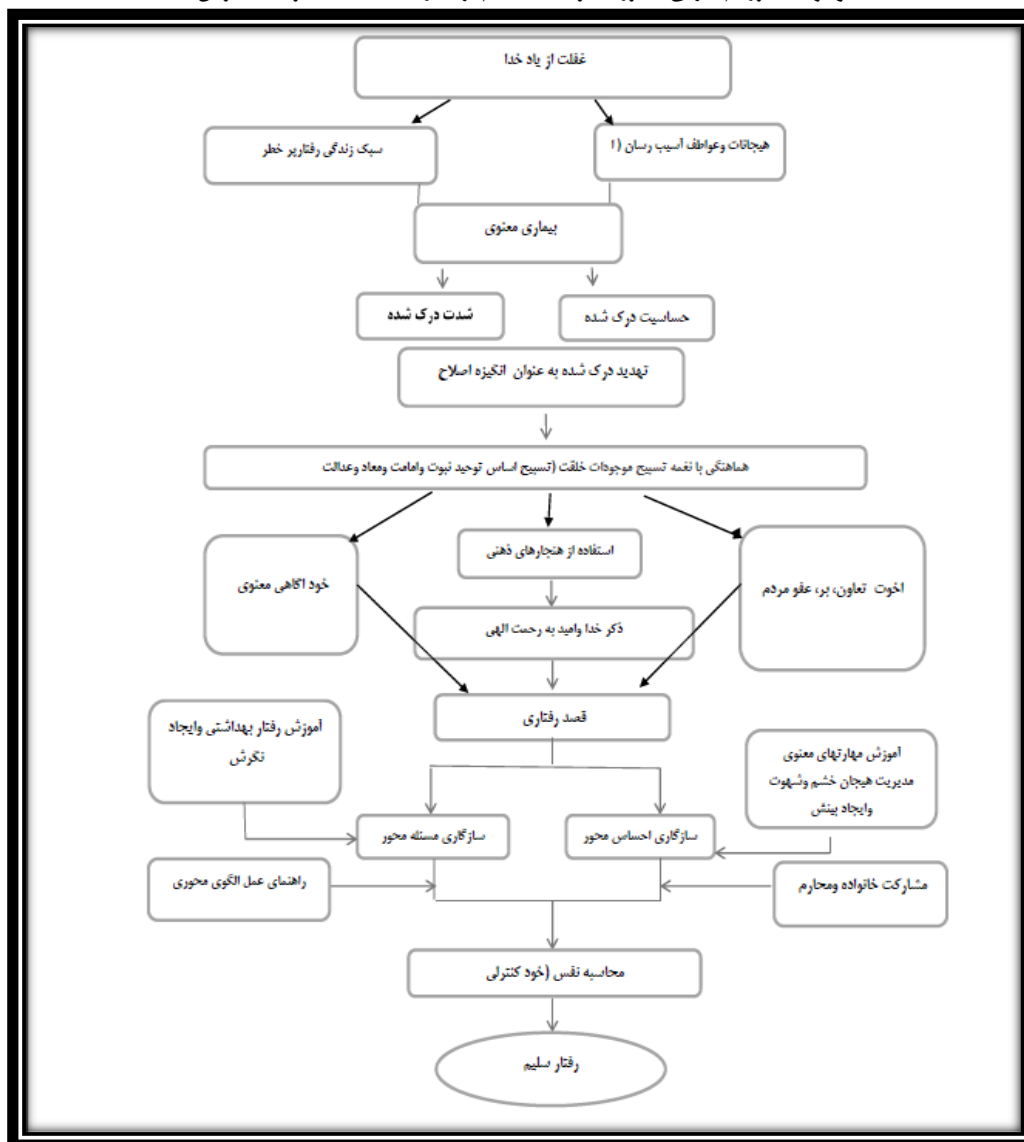 غفلت از یاد خدا
هیجانات وعواطف آسیب رسان (ا
سبک زندگی رفتارپر خطر
بیماری معنوی
حساسیت درک شده
شدت درک شده
تهدید درک شده به عنوان انگیزه اصلاح
هماهنگی با نغمه تسبیح موجودات خلقت (تسبیح اساس توحید نبوت وامامت ومعاد وعدالت
اخوت تعاون، بر، عفو مردم
استفاده از هنجارهای ذهنی
خود اگاهی معنوی
ذکر خدا وامید به رحمت الهی
قصد رفتاری
آموزش مهارتهای معنوی
مدیریت هیجان خشم وشهوت
وایجاد بینش
آموزش رفتار بهداشتی وایجاد
نگرش
سازگاری احساس محور
سازگاری مسئله محور
مشارکت خانواده ومحارم
راهنمای عمل الگوی محوری
محاسبه نفس (خود کنترلی
رفتار سلیم